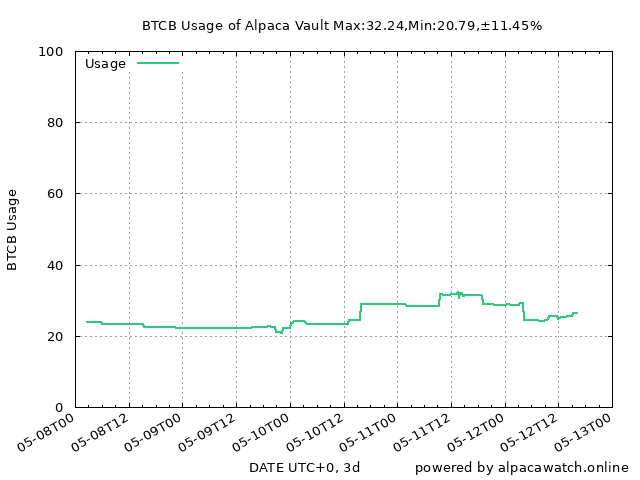 BTCB Usage of Alpaca Vault Max:32.24,Min:20.79,±11.45%
100
80
60
40
20
0
BTCB Usage
Usage
05-08T00
05-08T12
05-09T00
05-09T12
05-10T00
05-10T12
05-11T00
05-11T12
05-12T00
05-12T12
05-13T00
DATE UTC+0, 3d
powered by alpacawatch.online